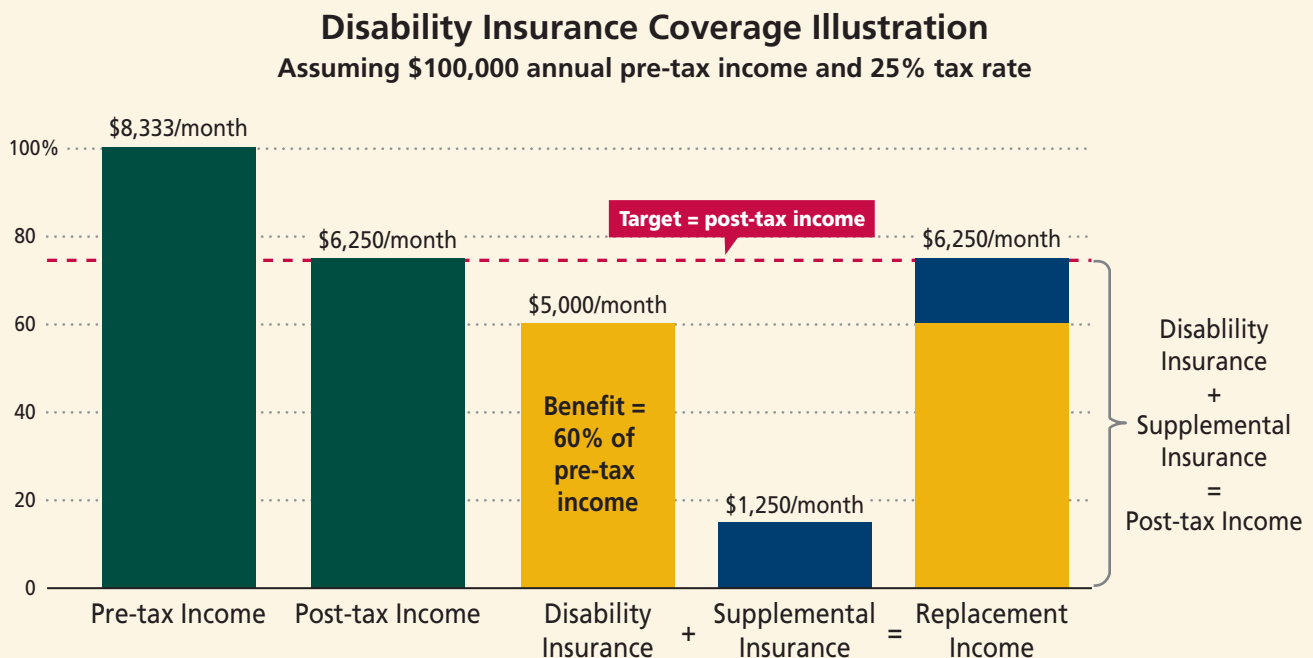 Disability Insurance Coverage Illustration
Assuming $100,000 annual pre-tax income and 25% tax rate
$8,333/month
100%
Target = post-tax income
80
$6,250/month
$6,250/month
$5,000/month
60
Disablility
Insurance
+
Supplemental
Insurance
=
Post-tax Income
40
Benefit =
60% of
pre-tax
income
20
$1,250/month
0
Pre-tax Income
Post-tax Income
Disability
Insurance
+
Supplemental
Insurance
=
Replacement
Income